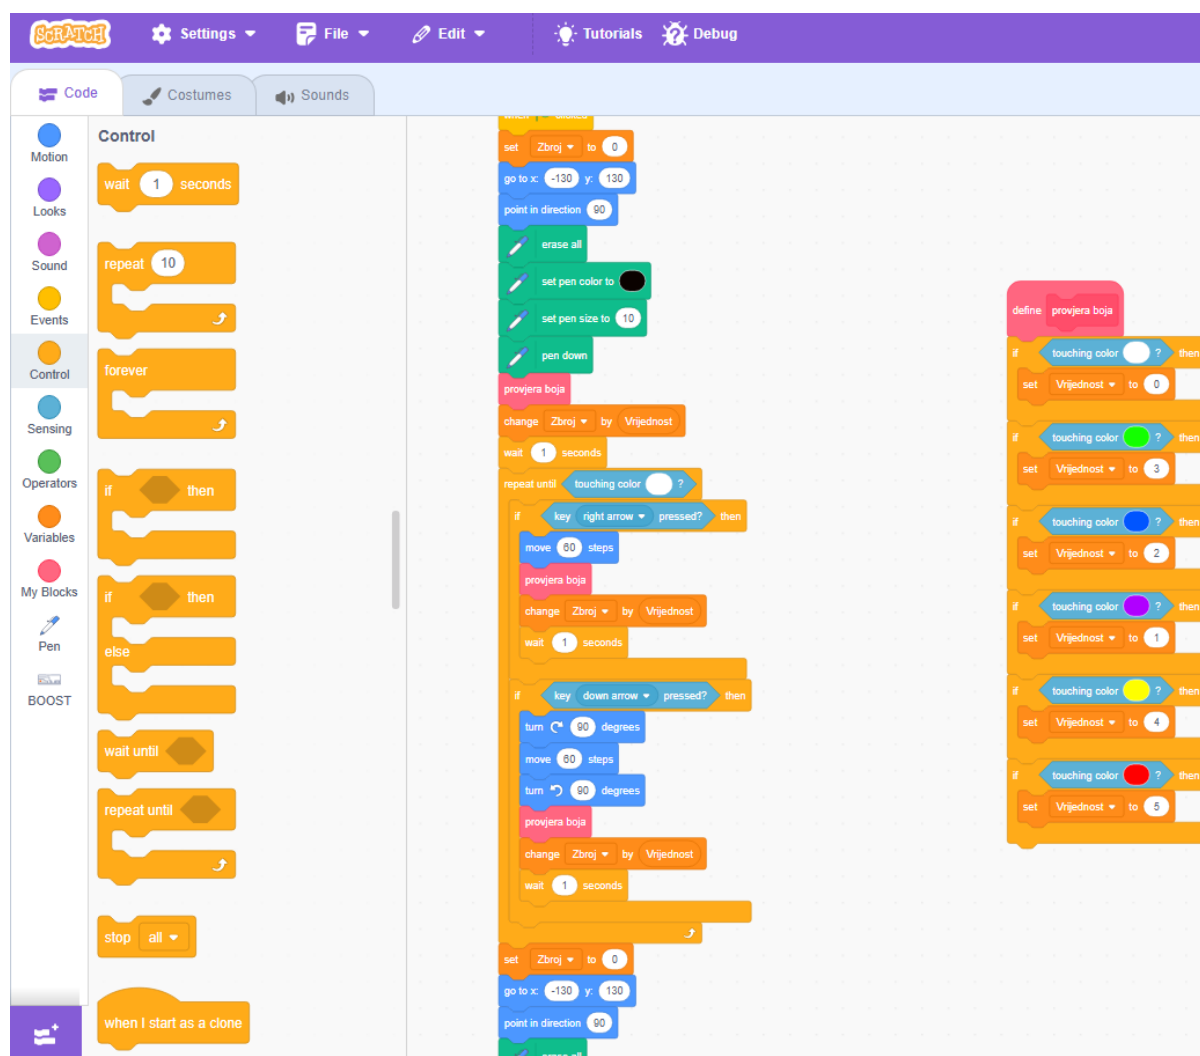 SCRATCH Settings File Edit Tutorials Debug
Code Costumes Sounds
Motion
Looks
Sound
Events
Control
Sensing
Operators
Variables
My Blocks
Pen
BOOST
Control
wait 1 seconds
repeat 10
forever
if then
if then
else
wait until
repeat until
stop all
when I start as a clone
when clicked
set Zbroj to 0
go to x: -130 y: 130
point in direction 90
erase all
set pen color to
set pen size to 10
pen down
provjera boja
change Zbroj by Vrijednost
wait 1 seconds
repeat until touching color ?
if key right arrow pressed? then
move 60 steps
provjera boja
change Zbroj by Vrijednost
wait 1 seconds
if key down arrow pressed? then
turn 90 degrees
move 60 steps
turn 90 degrees
provjera boja
change Zbroj by Vrijednost
wait 1 seconds
set Zbroj to 0
go to x: -130 y: 130
point in direction 90
erase all
define provjera boja
if touching color ? then
set Vrijednost to 0
if touching color ? then
set Vrijednost to 3
if touching color ? then
set Vrijednost to 2
if touching color ? then
set Vrijednost to 1
if touching color ? then
set Vrijednost to 4
if touching color ? then
set Vrijednost to 5